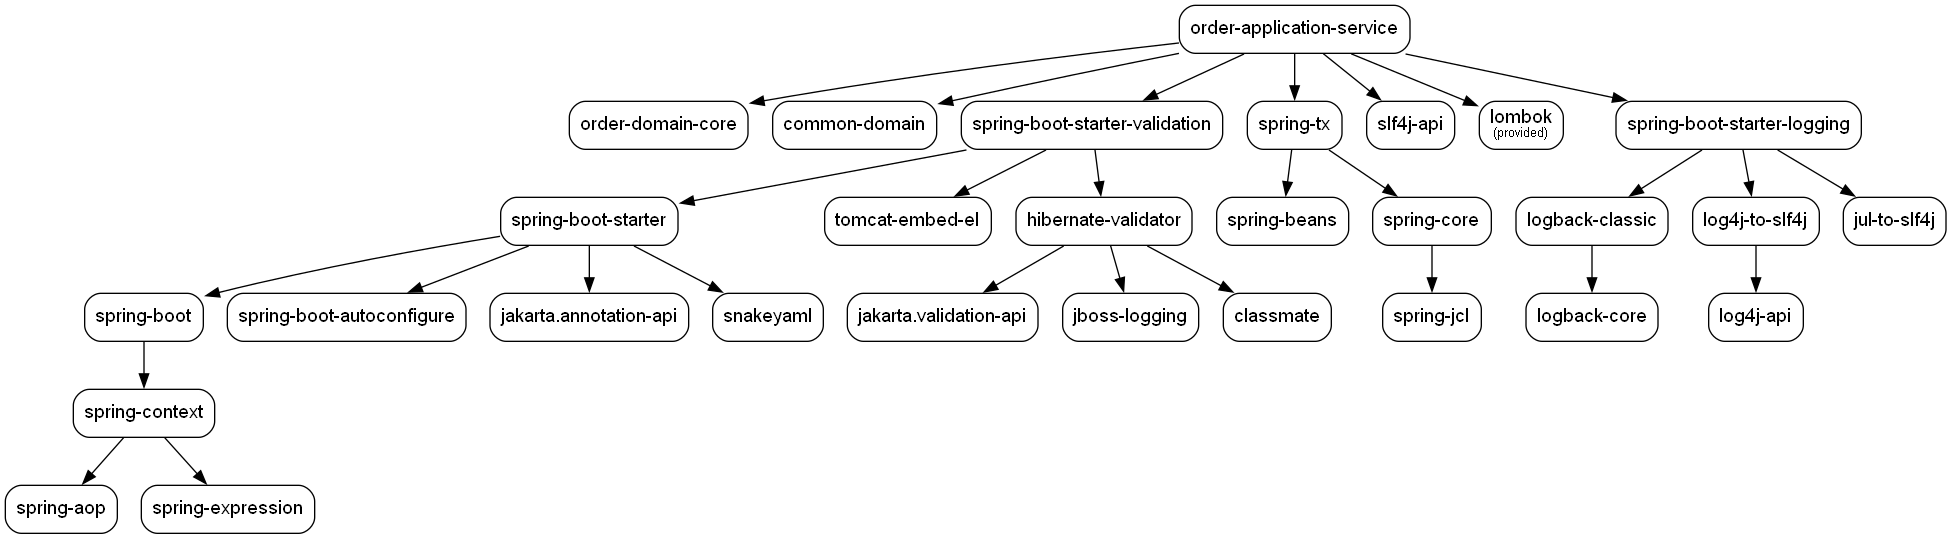 order-application-service
order-domain-core
common-domain
spring-boot-starter-validation
spring-tx
slf4j-api
lombok
(provided)
spring-boot-starter-logging
spring-boot-starter
tomcat-embed-el
hibernate-validator
spring-beans
spring-core
logback-classic
log4j-to-slf4j
jul-to-slf4j
spring-boot
spring-boot-autoconfigure
jakarta.annotation-api
snakeyaml
jakarta.validation-api
jboss-logging
classmate
spring-jcl
logback-core
log4j-api
spring-context
spring-aop
spring-expression